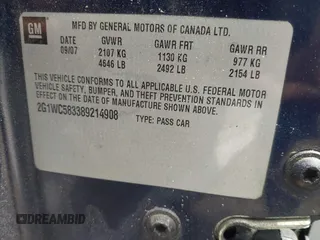 GM
MFD BY GENERAL MOTORS OF CANADA LTD.
DATE GVWR GAWR FRT GAWR RR
09/07 2107 KG 1130 KG 977 KG
4646 LB 2492 LB 2154 LB
THIS VEHICLE CONFORMS TO ALL APPLICABLE U.S. FEDERAL MOTOR
VEHICLE SAFETY, BUMPER, AND THEFT PREVENTION STANDARDS IN
EFFECT ON THE DATE OF MANUFACTURE SHOWN ABOVE.
2G1WC583389214908 TYPE: PASS CAR
DREAMBID